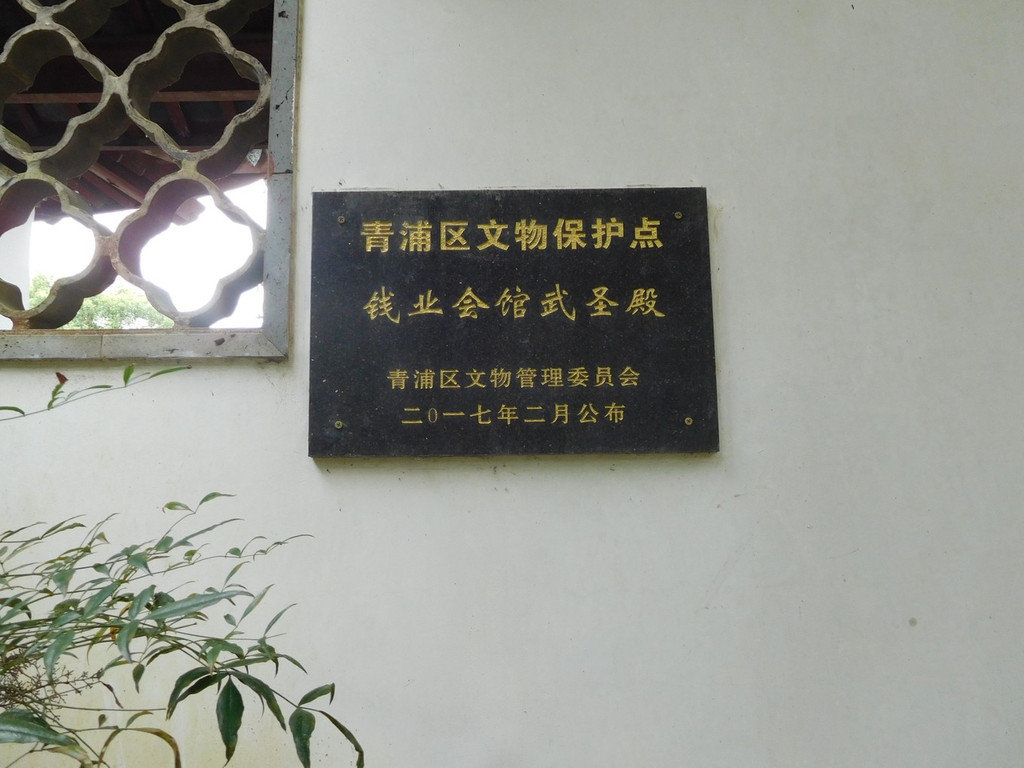 青浦区文物保护点
钱业会馆武圣殿
青浦区文物管理委员会
二0一七年二月公布